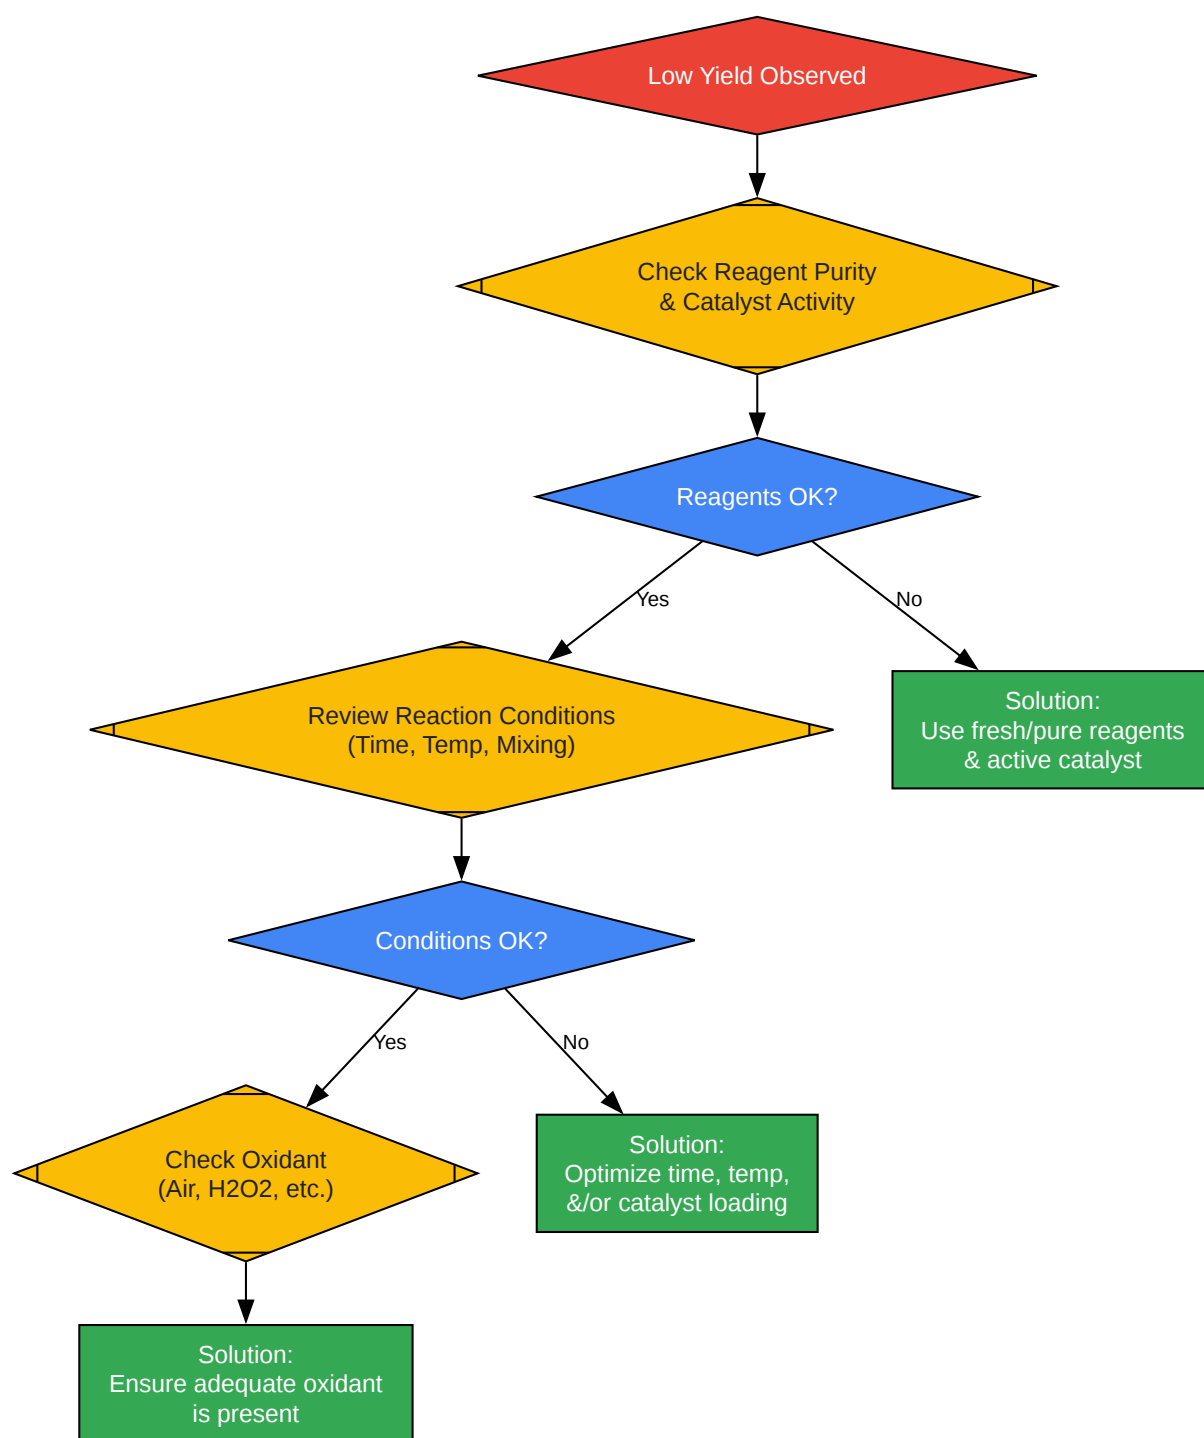 Low Yield Observed
Check Reagent Purity
& Catalyst Activity
Reagents OK?
Yes
No
Review Reaction Conditions
(Time, Temp, Mixing)
Solution:
Use fresh/pure reagents
& active catalyst
Conditions OK?
Yes
No
Check Oxidant
(Air, H2O2, etc.)
Solution:
Optimize time, temp,
&/or catalyst loading
Solution:
Ensure adequate oxidant
is present